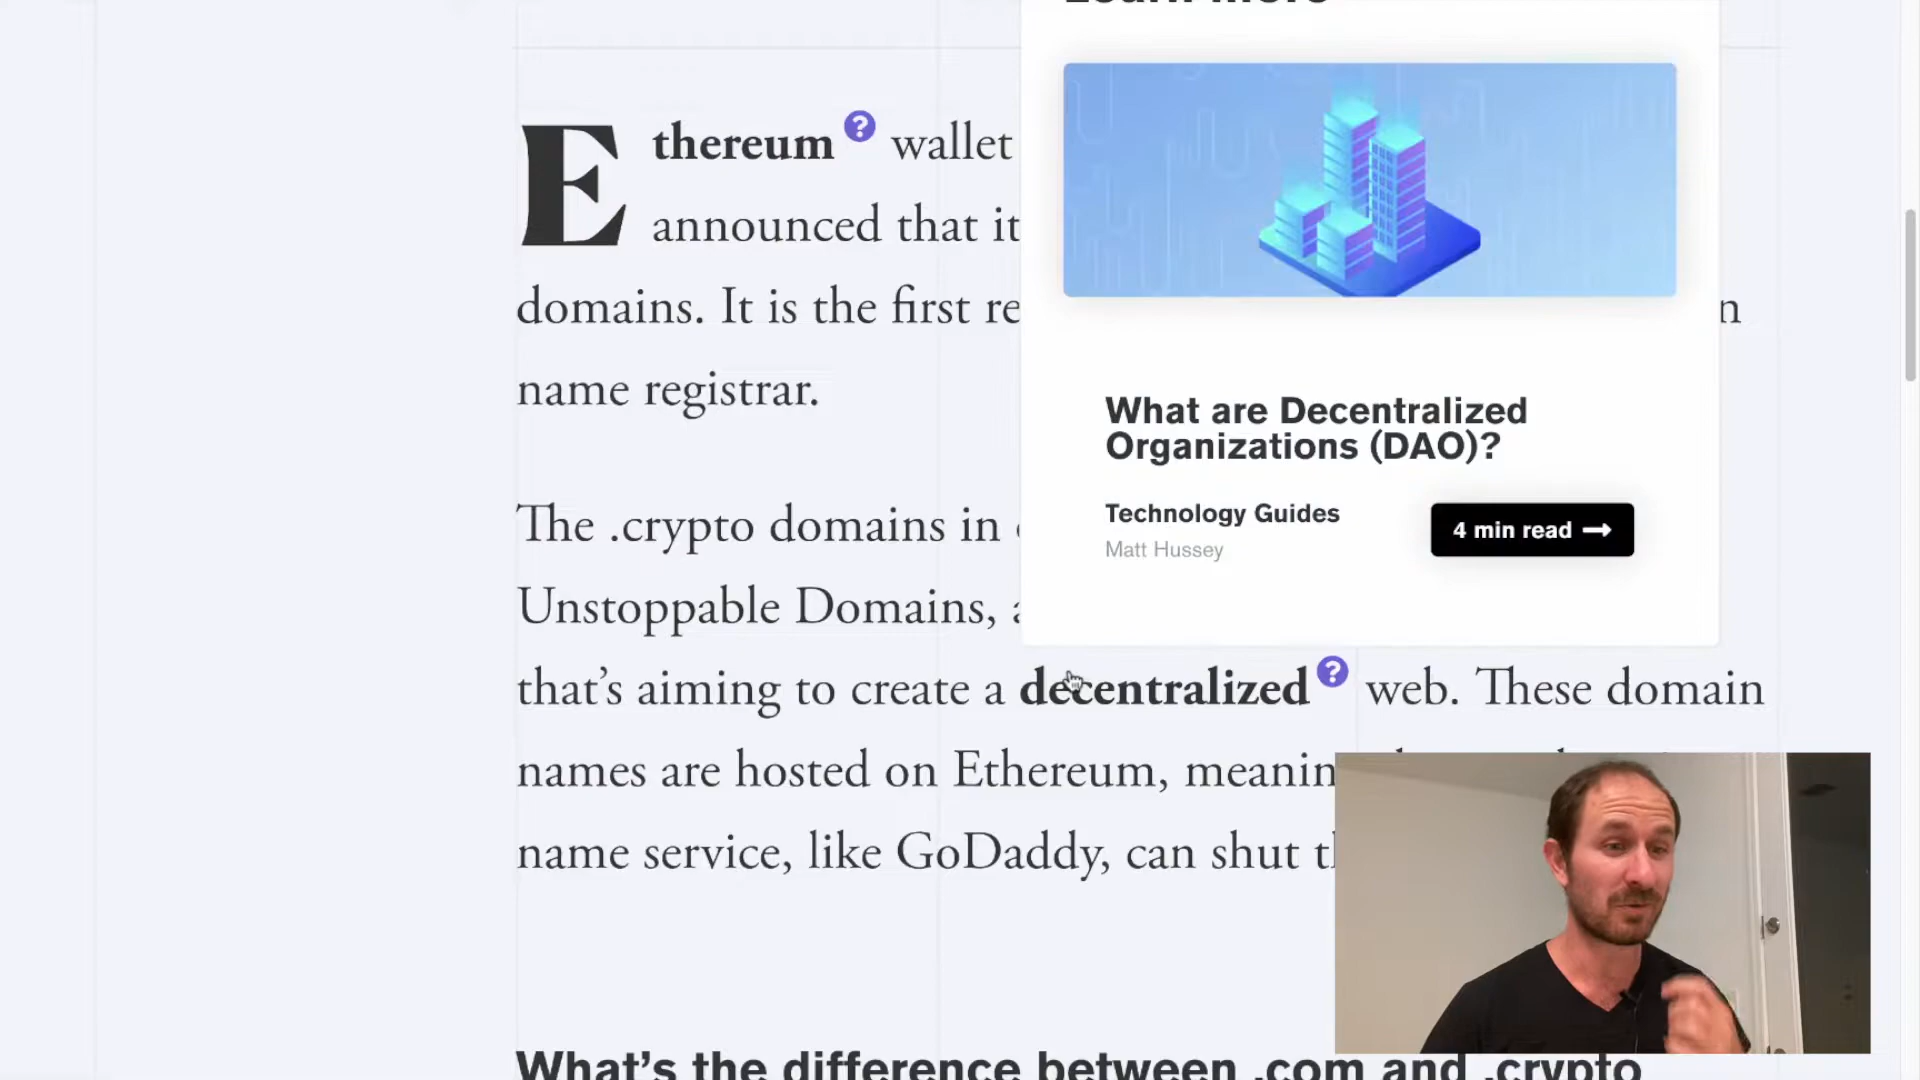 Learn More
Ethereum ? wallet
announced that it
domains. It is the first re
n
name registrar.
What are Decentralized
Organizations (DAO)?
Technology Guides
Matt Hussey
4 min read →
The .crypto domains in
Unstoppable Domains, a
that’s aiming to create a decentralized ? web. These domain
names are hosted on Ethereum, meanin
name service, like GoDaddy, can shut th
What’s the difference between .com and .crypto